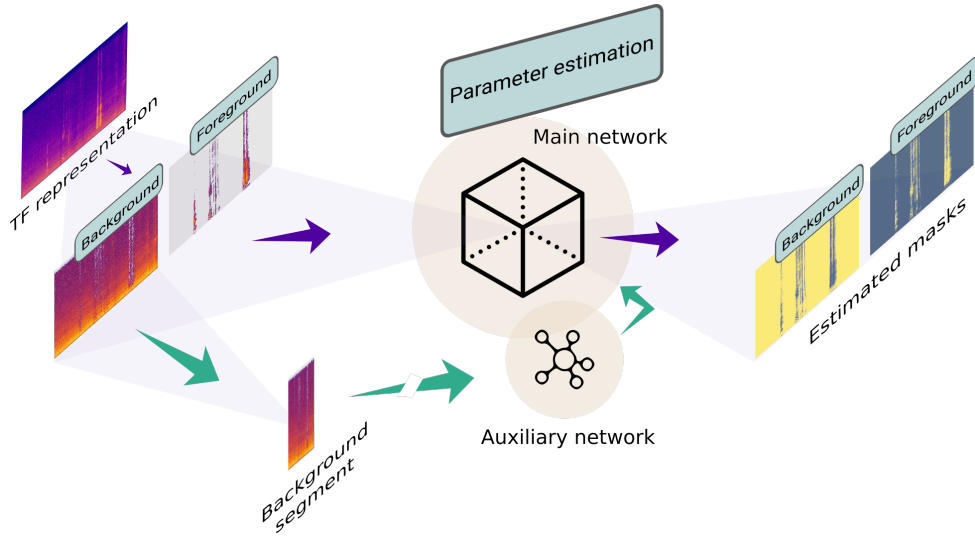 Parameter estimation
Main network
TF representation
Foreground
Background
Foreground
Background
Estimated masks
Auxiliary network
Background
segment